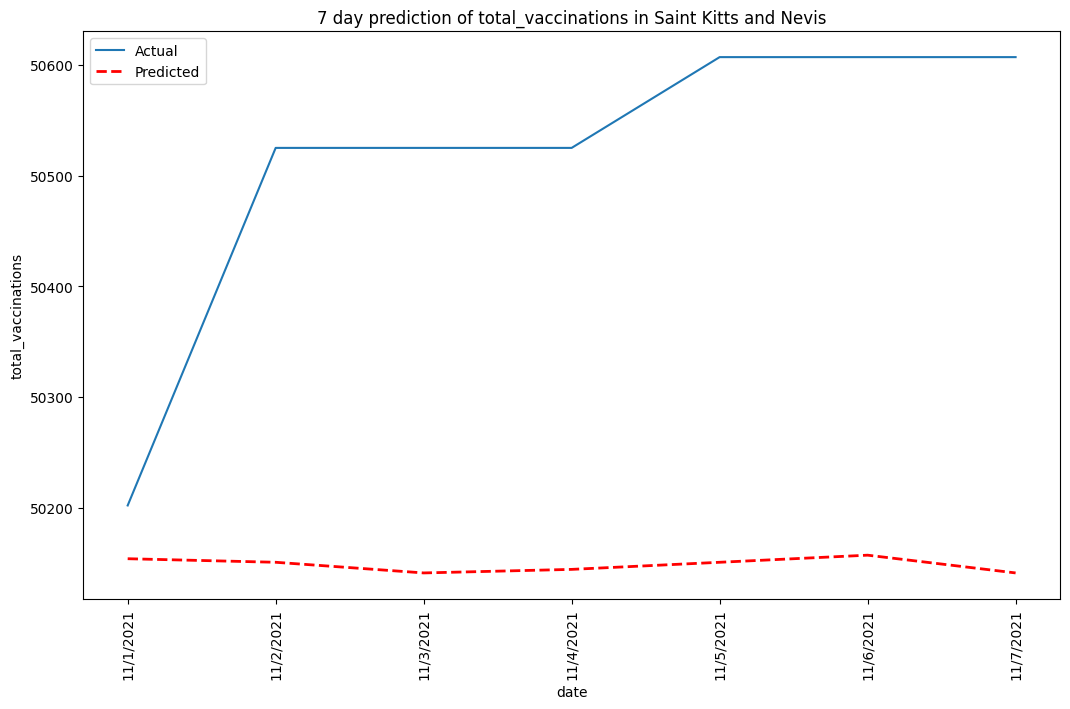 7 day prediction of total_vaccinations in Saint Kitts and Nevis
Actual
Predicted
50600
50500
50400
50300
50200
total_vaccinations
11/1/2021
11/2/2021
11/3/2021
11/4/2021
11/5/2021
11/6/2021
11/7/2021
date